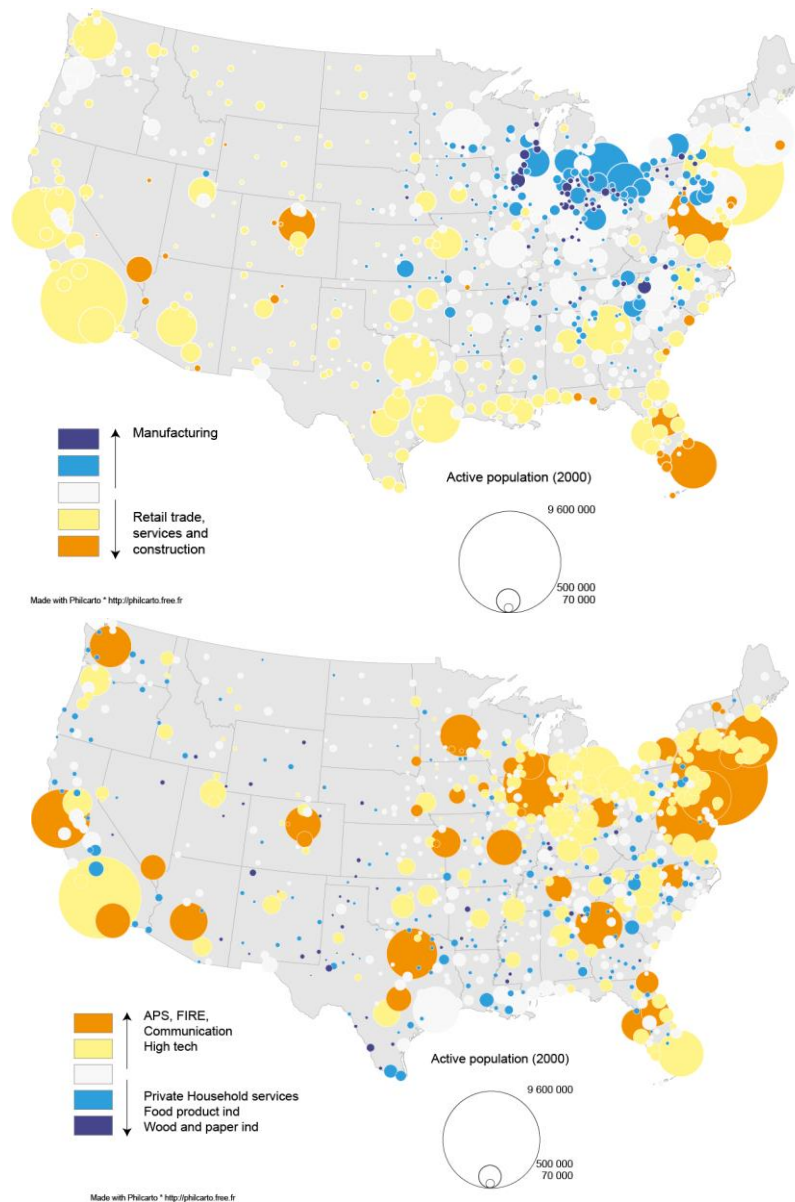 Manufacturing
Retail trade,
services and
construction
Active population (2000)
9 600 000
500 000
70 000
Made with Philcarto * http://philcarto.free.fr
APS, FIRE,
Communication
High tech
Private Household services
Food product ind
Wood and paper ind
Active population (2000)
9 600 000
500 000
70 000
Made with Philcarto * http://philcarto.free.fr